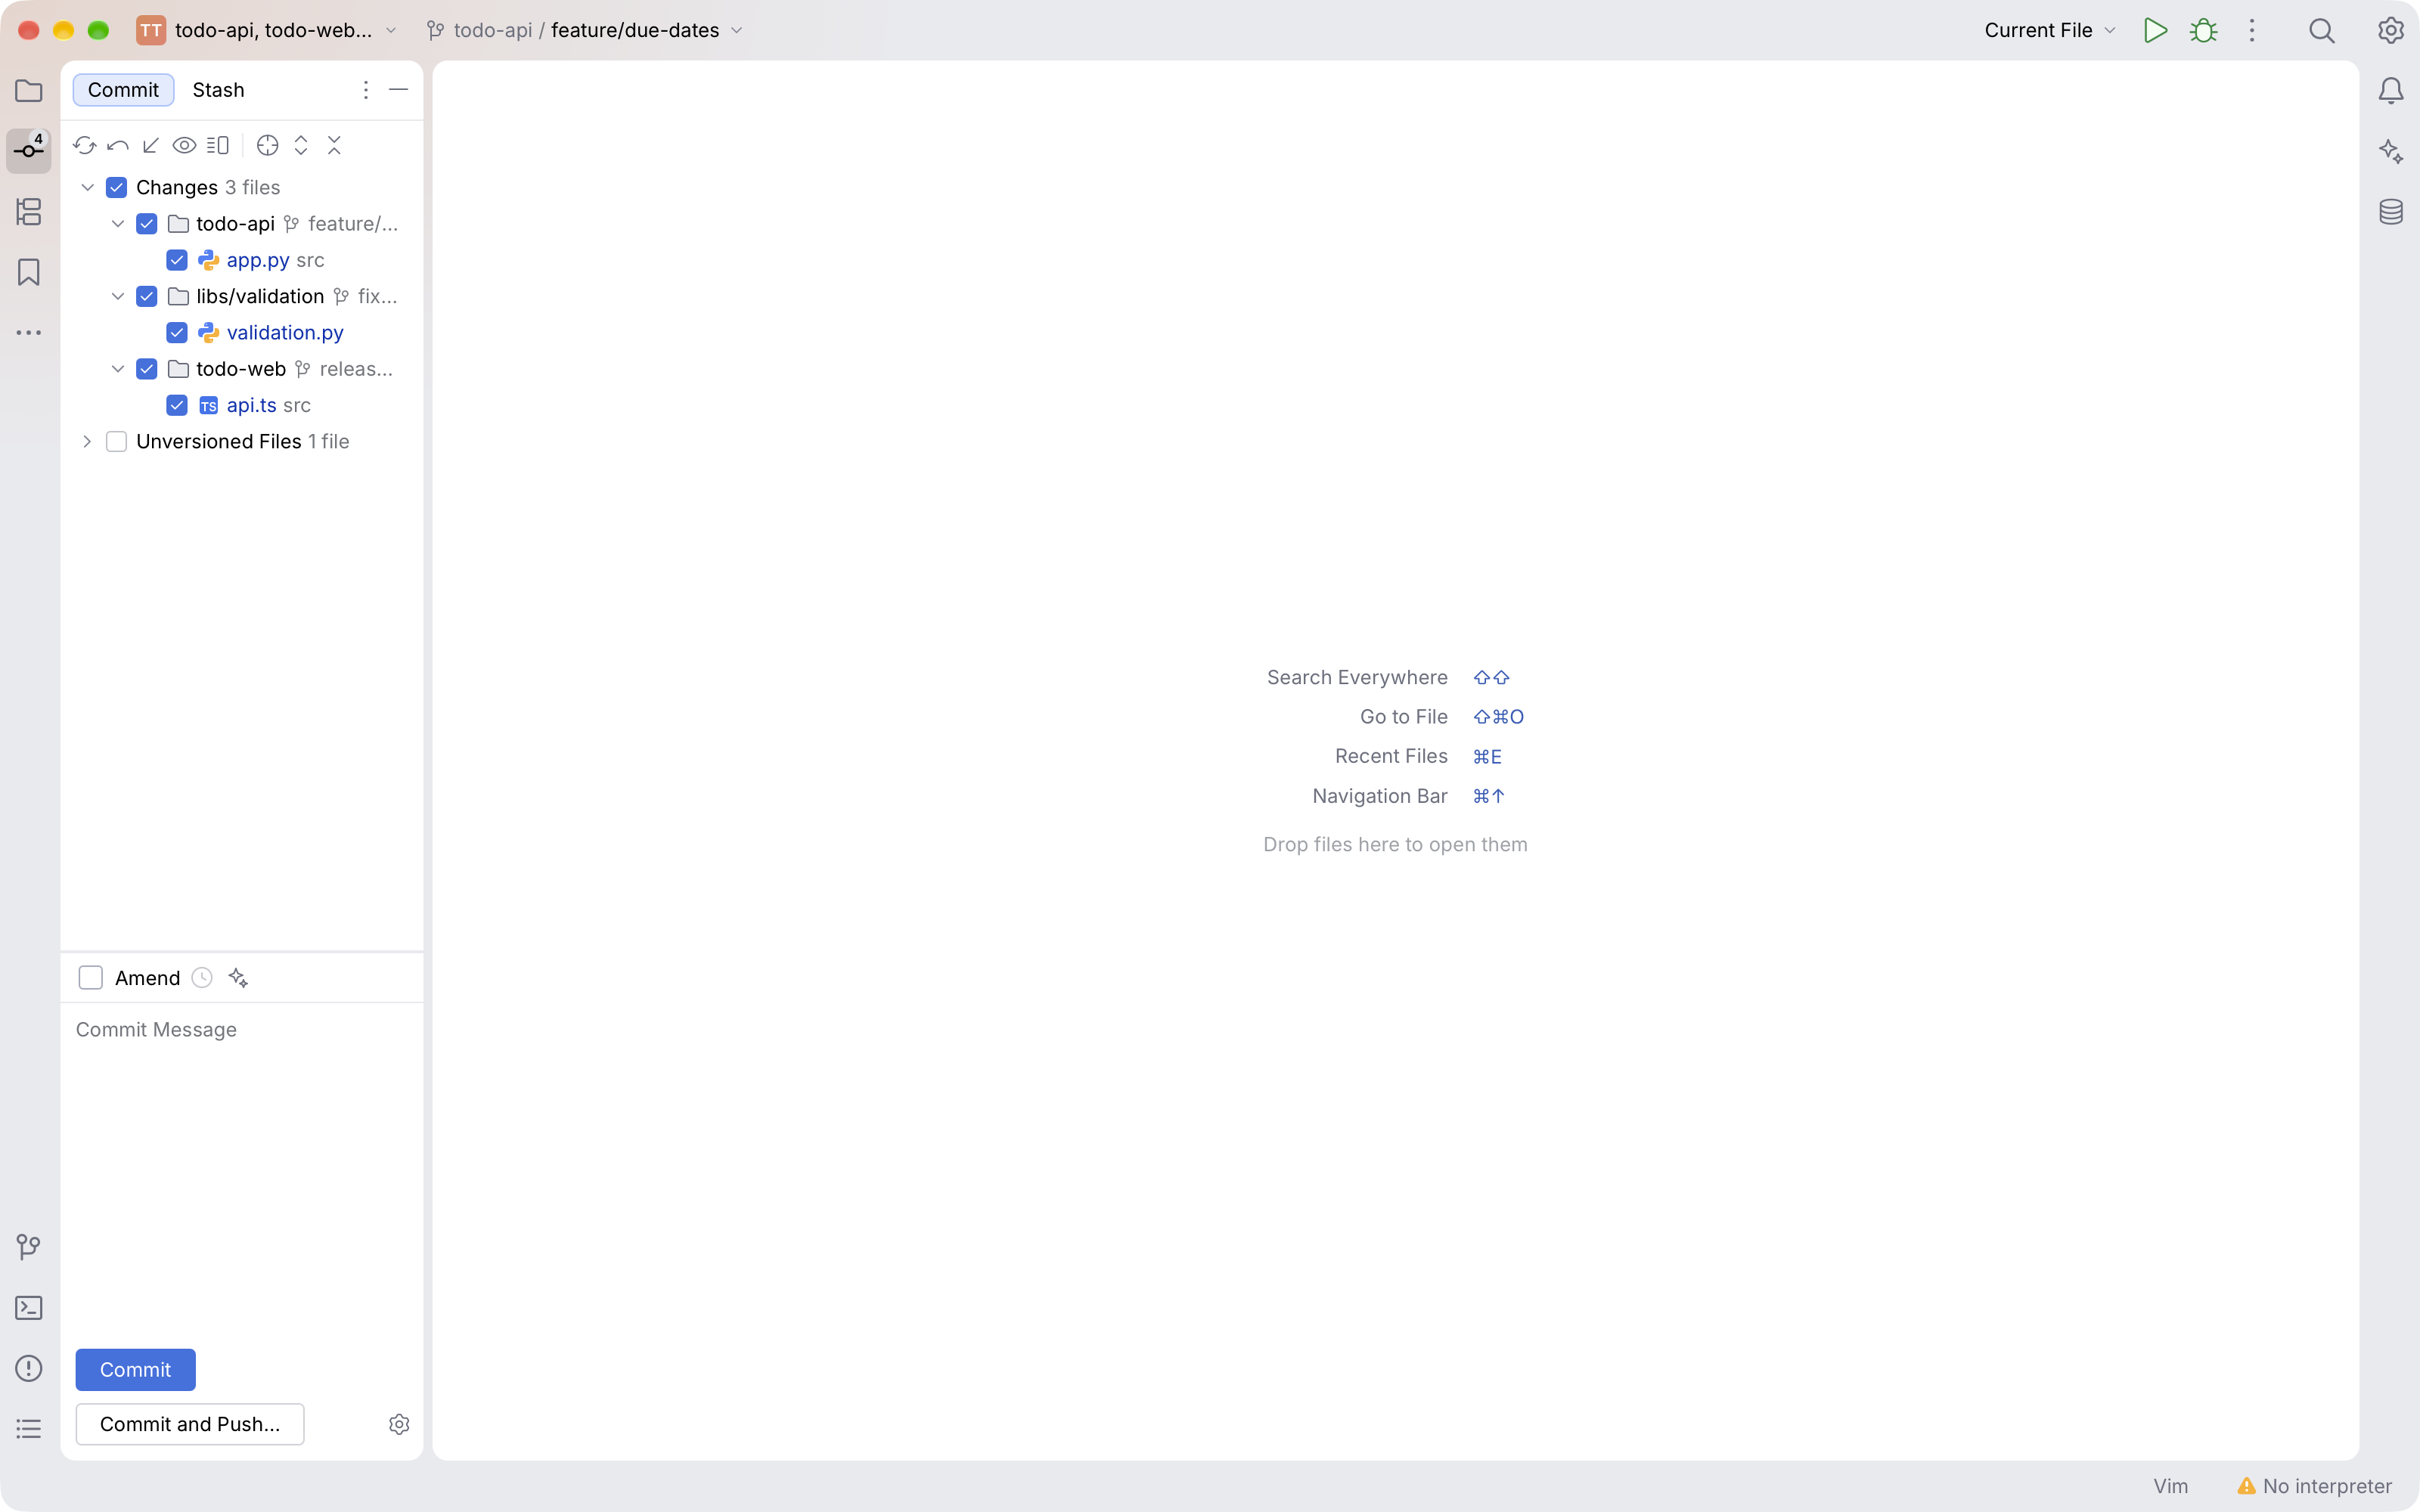 TT todo-api, todo-web... todo-api / feature/due-dates Current File
Commit Stash
4
Changes 3 files
todo-api feature/...
app.py src
libs/validation fix...
validation.py
todo-web releas...
TS api.ts src
Unversioned Files 1 file
Search Everywhere ⇧⇧
Go to File ⇧⌘O
Recent Files ⌘E
Navigation Bar ⌘↑
Drop files here to open them
Amend
Commit Message
Commit
Commit and Push...
Vim No interpreter